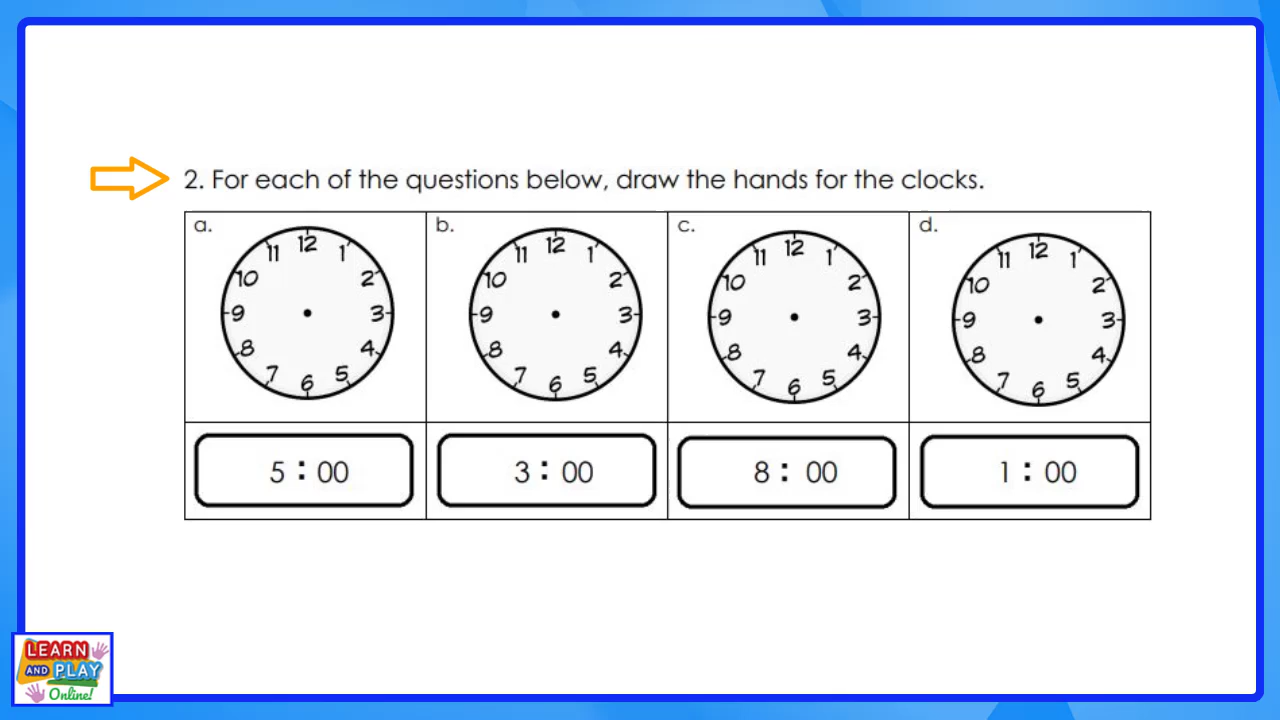 2. For each of the questions below, draw the hands for the clocks.
a.
12
11 1
10 2
9 3
8 4
7 5
6
b.
12
11 1
10 2
9 3
8 4
7 5
6
c.
12
11 1
10 2
9 3
8 4
7 5
6
d.
12
11 1
10 2
9 3
8 4
7 5
6
5 : 00
3 : 00
8 : 00
1 : 00
LEARN
AND PLAY
Online!